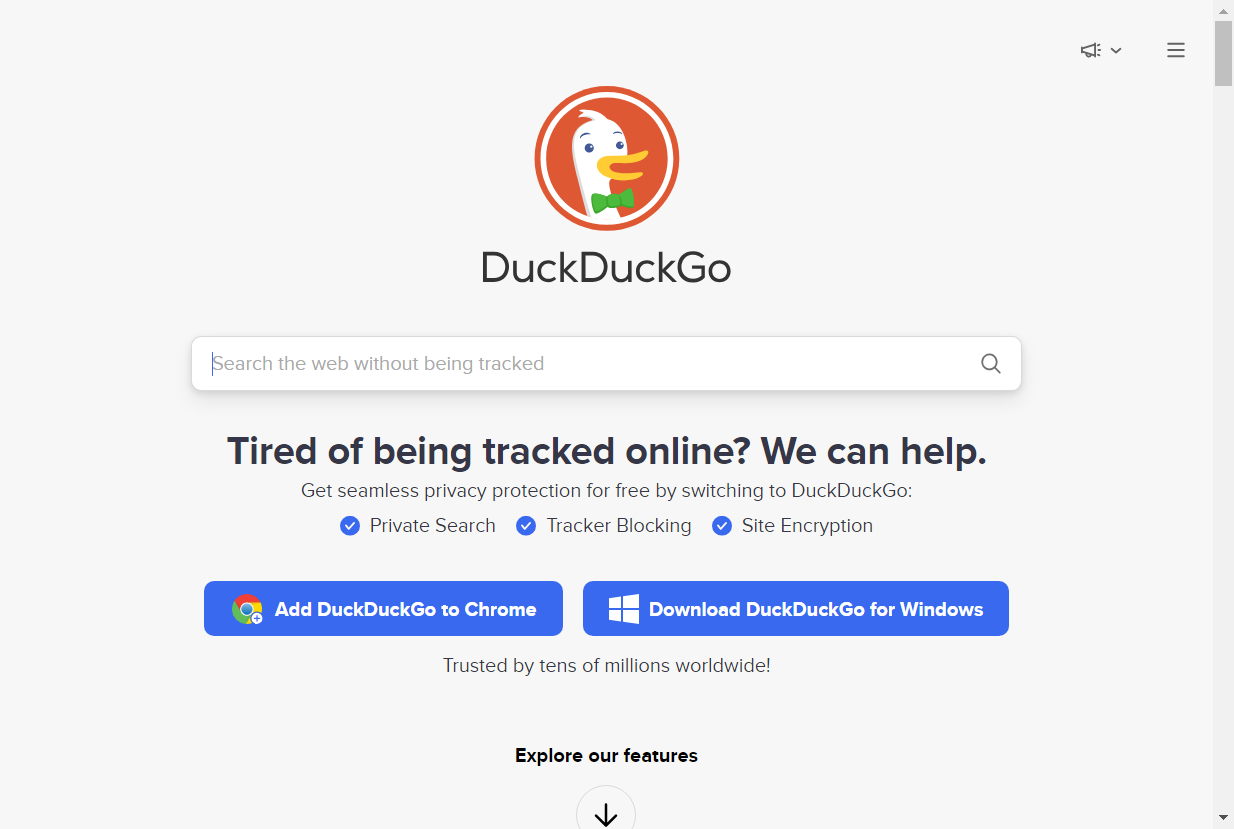 DuckDuckGo
Search the web without being tracked
Tired of being tracked online? We can help.
Get seamless privacy protection for free by switching to DuckDuckGo:
Private Search Tracker Blocking Site Encryption
Add DuckDuckGo to Chrome Download DuckDuckGo for Windows
Trusted by tens of millions worldwide!
Explore our features